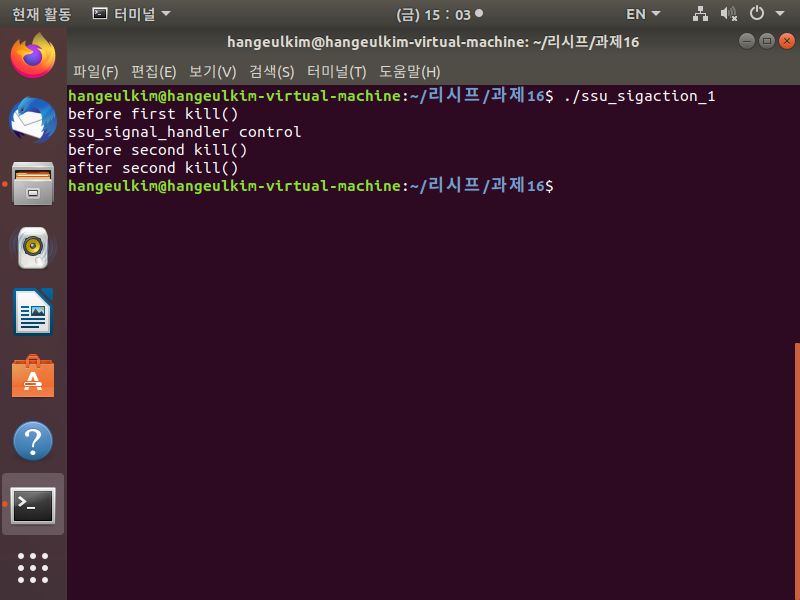 현재 활동 터미널 (금) 15 : 03 EN
hangeulkim@hangeulkim-virtual-machine: ~/리시프/과제16
파일(F) 편집(E) 보기(V) 검색(S) 터미널(T) 도움말(H)
hangeulkim@hangeulkim-virtual-machine:~/리시프/과제16$ ./ssu_sigaction_1
before first kill()
ssu_signal_handler control
before second kill()
after second kill()
hangeulkim@hangeulkim-virtual-machine:~/리시프/과제16$